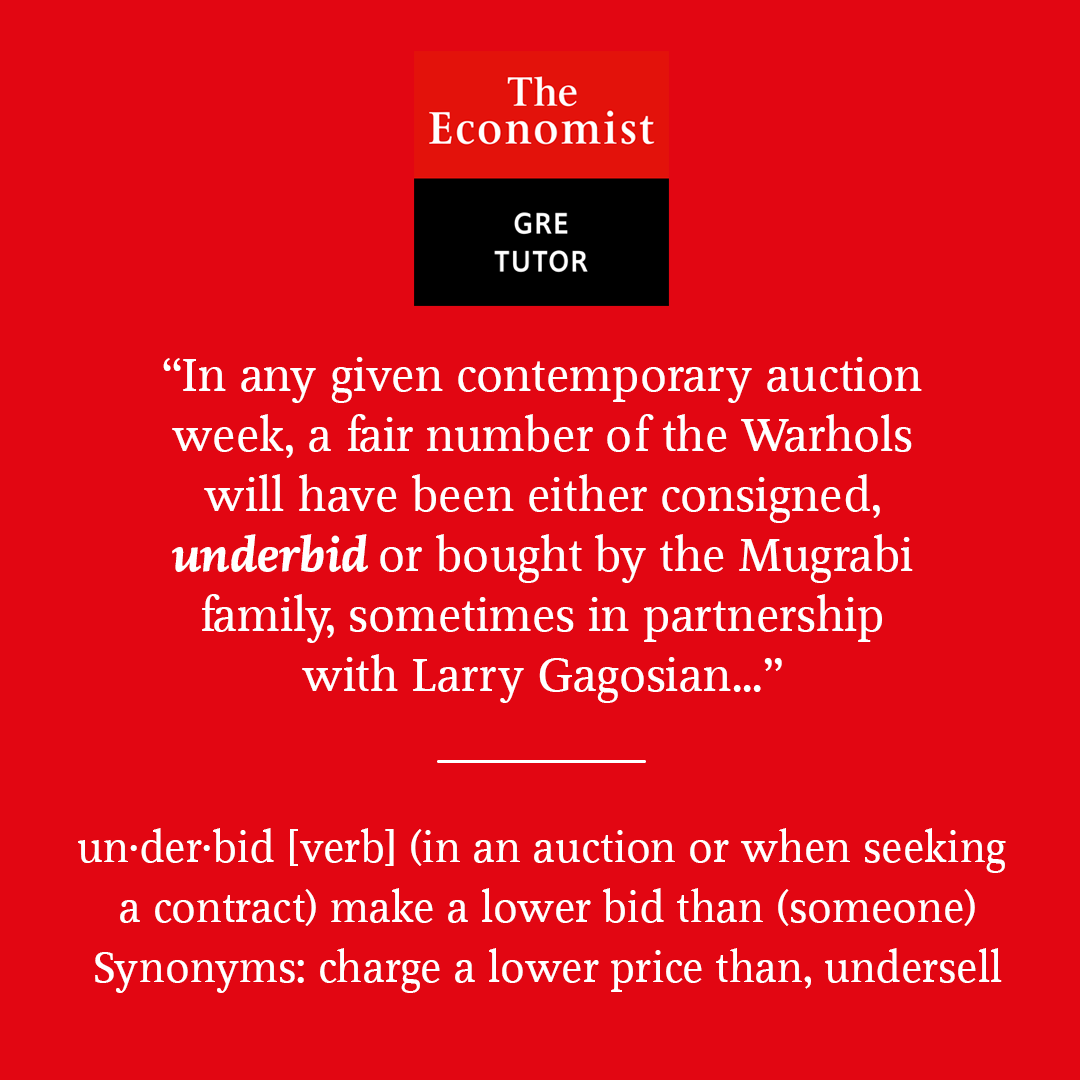 The
Economist
GRE
TUTOR
“In any given contemporary auction
week, a fair number of the Warhols
will have been either consigned,
underbid or bought by the Mugrabi
family, sometimes in partnership
with Larry Gagosian...”
un·der·bid [verb] (in an auction or when seeking
a contract) make a lower bid than (someone)
Synonyms: charge a lower price than, undersell